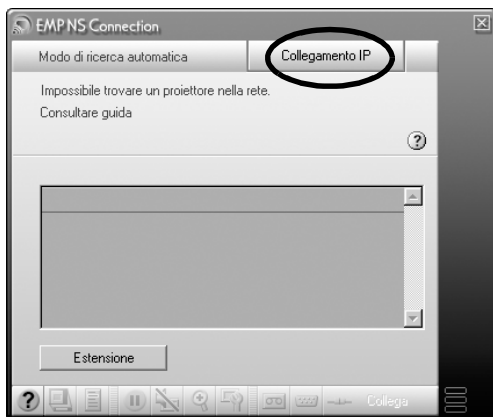 EMP NS Connection
Modo di ricerca automatica
Collegamento IP
Impossibile trovare un proiettore nella rete.
Consultare guida
?
Estensione
?
Collega